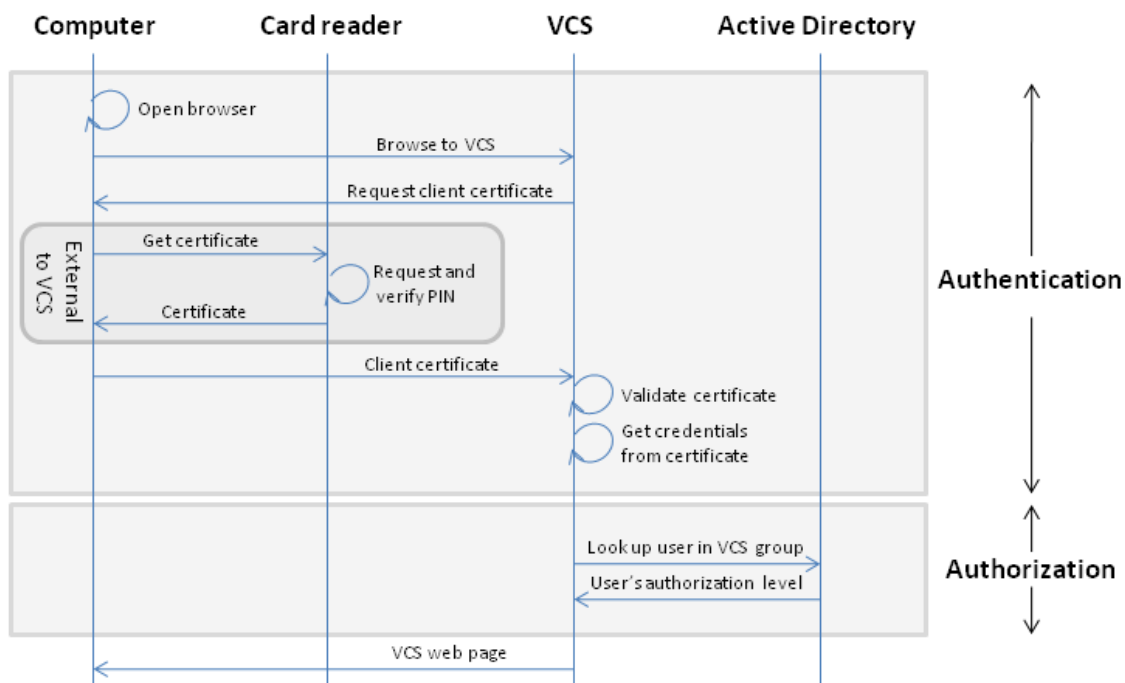 Computer
Card reader
VCS
Active Directory
Open browser
Browse to VCS
Request client certificate
External
to VCS
Get certificate
Request and
verify PIN
Certificate
Authentication
Client certificate
Validate certificate
Get credentials
from certificate
Look up user in VCS group
User's authorization level
Authorization
VCS web page